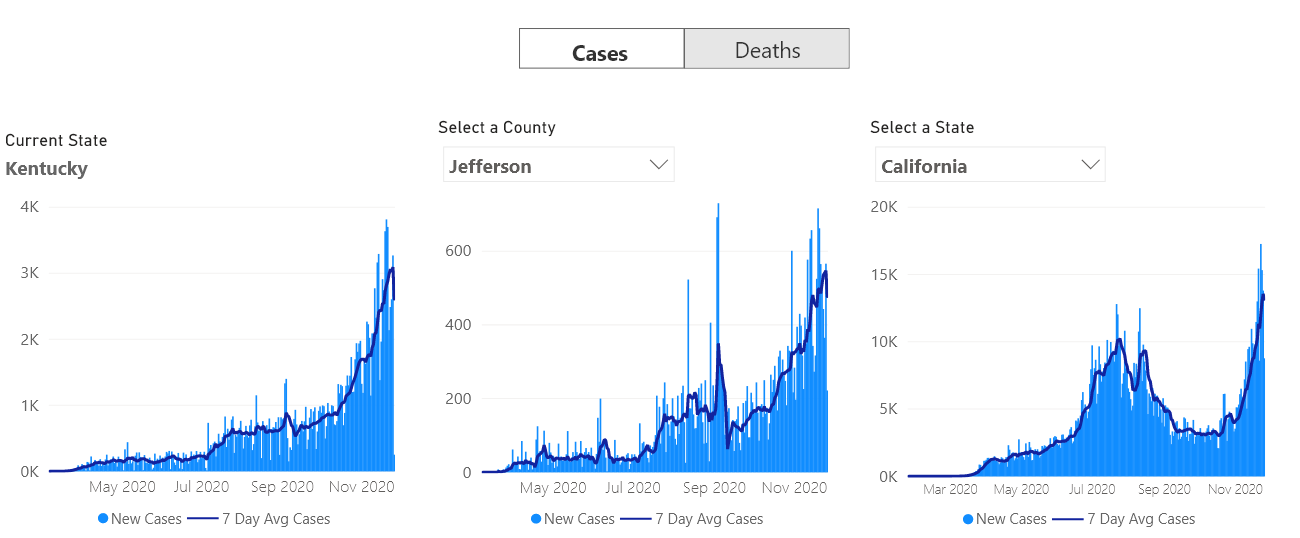 Cases Deaths
Current State
Kentucky
4K
3K
2K
1K
0K
May 2020 Jul 2020 Sep 2020 Nov 2020
New Cases 7 Day Avg Cases
Select a County
Jefferson
600
400
200
0
May 2020 Jul 2020 Sep 2020 Nov 2020
New Cases 7 Day Avg Cases
Select a State
California
20K
15K
10K
5K
0K
Mar 2020 May 2020 Jul 2020 Sep 2020 Nov 2020
New Cases 7 Day Avg Cases